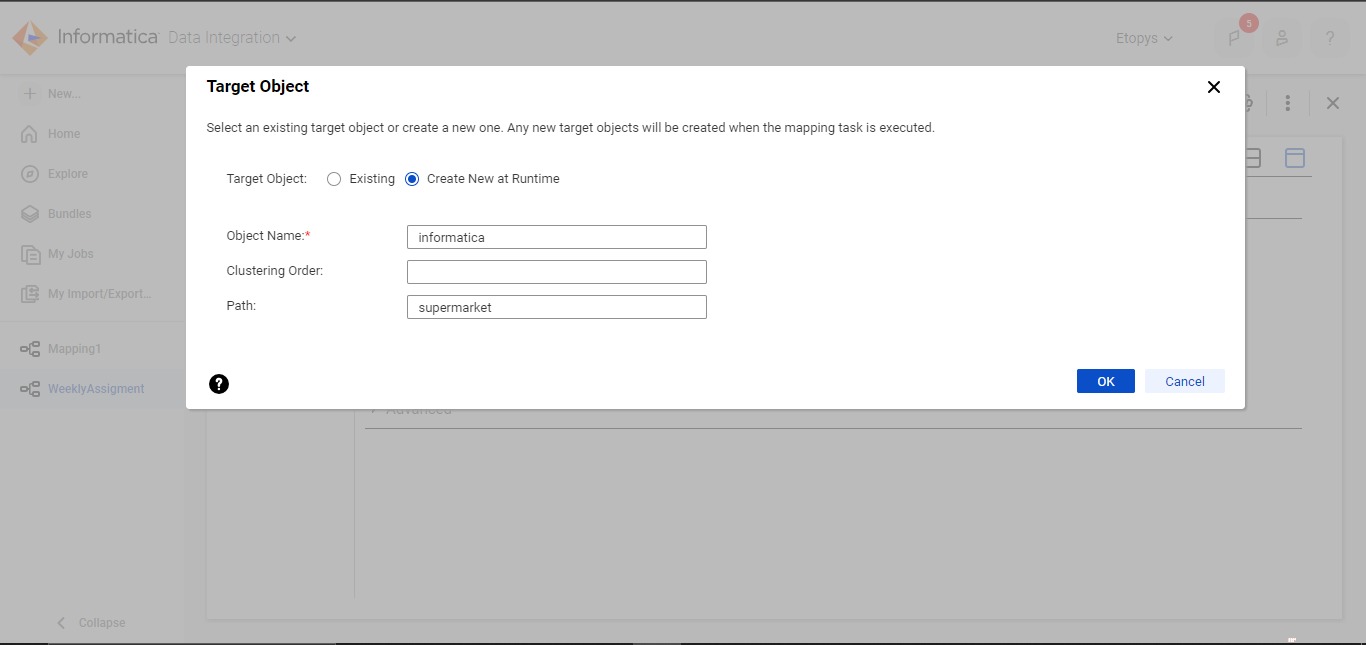 Informatica Data Integration
Etopys
5
?
New...
Home
Explore
Bundles
My Jobs
My Import/Export...
Mapping1
WeeklyAssigment
Collapse
Target Object
Select an existing target object or create a new one. Any new target objects will be created when the mapping task is executed.
Target Object: Existing Create New at Runtime
Object Name:* informatica
Clustering Order:
Path: supermarket
?
OK Cancel
Advanced